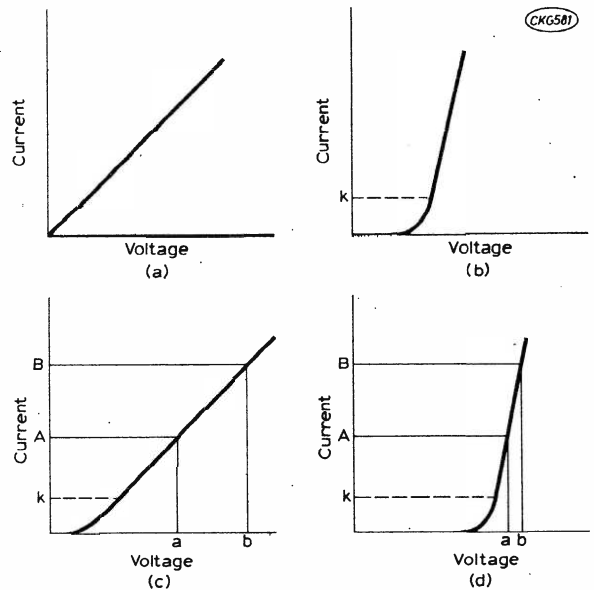 CKG581
Current
Voltage
(a)
Current
k
Voltage
(b)
Current
B
A
k
a b
Voltage
(c)
Current
B
A
k
a b
Voltage
(d)